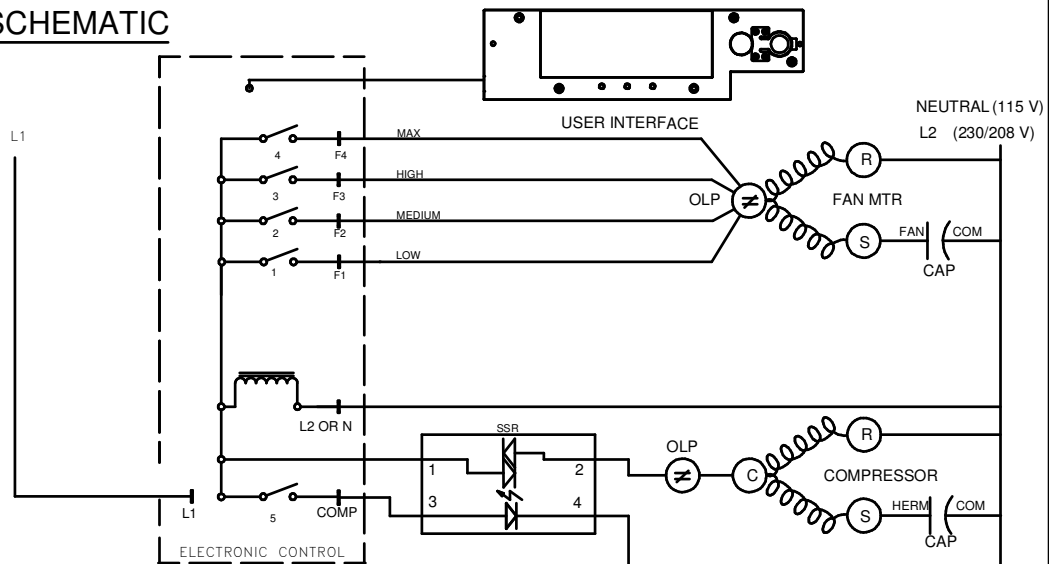 SCHEMATIC
NEUTRAL (115 V)
L2 (230/208 V)
USER INTERFACE
L1
MAX
4
F4
HIGH
3
F3
MEDIUM
2
F2
LOW
1
F1
OLP
≠
R
FAN MTR
S
FAN
COM
CAP
L2 OR N
SSR
1
2
3
4
OLP
≠
C
R
COMPRESSOR
S
HERM
COM
CAP
L1
5
COMP
ELECTRONIC CONTROL